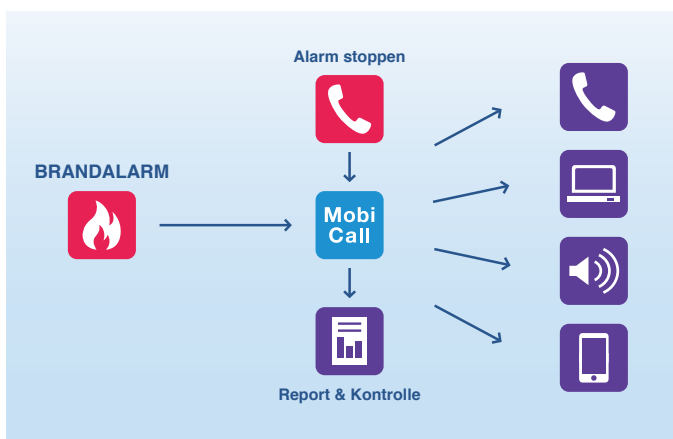 Alarm stoppen
BRANDALARM
Mobi
Call
Report & Kontrolle